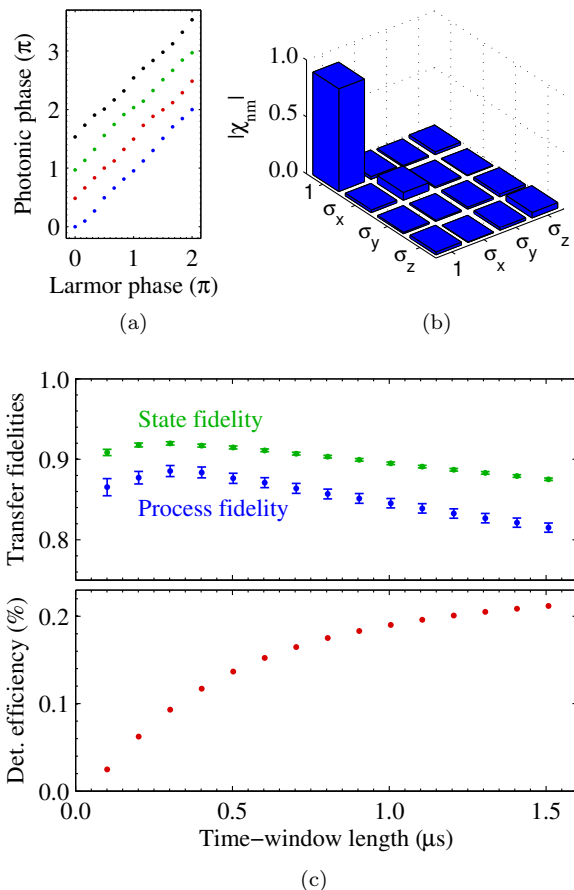 Photonic phase (π)
3
2
1
0
0 1 2
Larmor phase (π)
(a)
|χnm|
1.0
0.5
0.0
1 σx σy σz
1 σx σy σz
(b)
Transfer fidelities
1.0
0.9
0.8
State fidelity
Process fidelity
Det. efficiency (%)
0.2
0.1
0.0
0.0 0.5 1.0 1.5
Time−window length (μs)
(c)